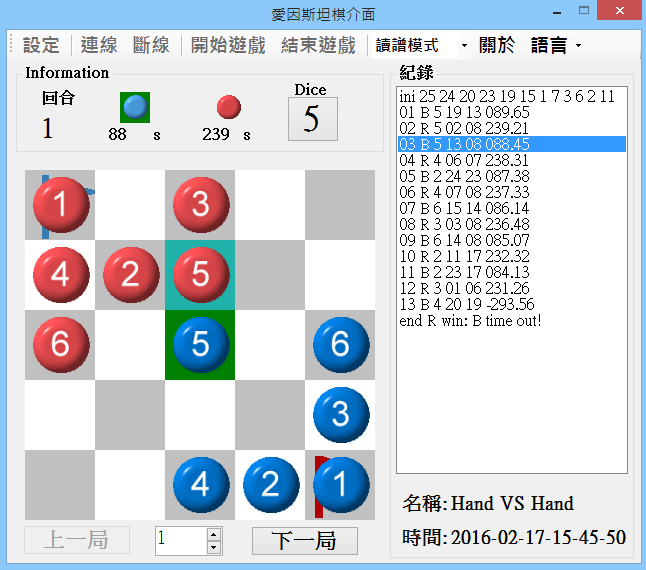 愛因斯坦棋介面
設定 連線 斷線 開始遊戲 結束遊戲 讀譜模式 關於 語言
Information
回合
1
88 s
239 s
Dice
5
1 3
4 2 5
6 5 6
3
4 2 1
上一局 1 下一局
紀錄
ini 25 24 20 23 19 15 1 7 3 6 2 11
01 B 5 19 13 089.65
02 R 5 02 08 239.21
03 B 5 13 08 088.45
04 R 4 06 07 238.31
05 B 2 24 23 087.38
06 R 4 07 08 237.33
07 B 6 15 14 086.14
08 R 3 03 08 236.48
09 B 6 14 08 085.07
10 R 2 11 17 232.32
11 B 2 23 17 084.13
12 R 3 01 06 231.26
13 B 4 20 19 -293.56
end R win: B time out!
名稱: Hand VS Hand
時間: 2016-02-17-15-45-50